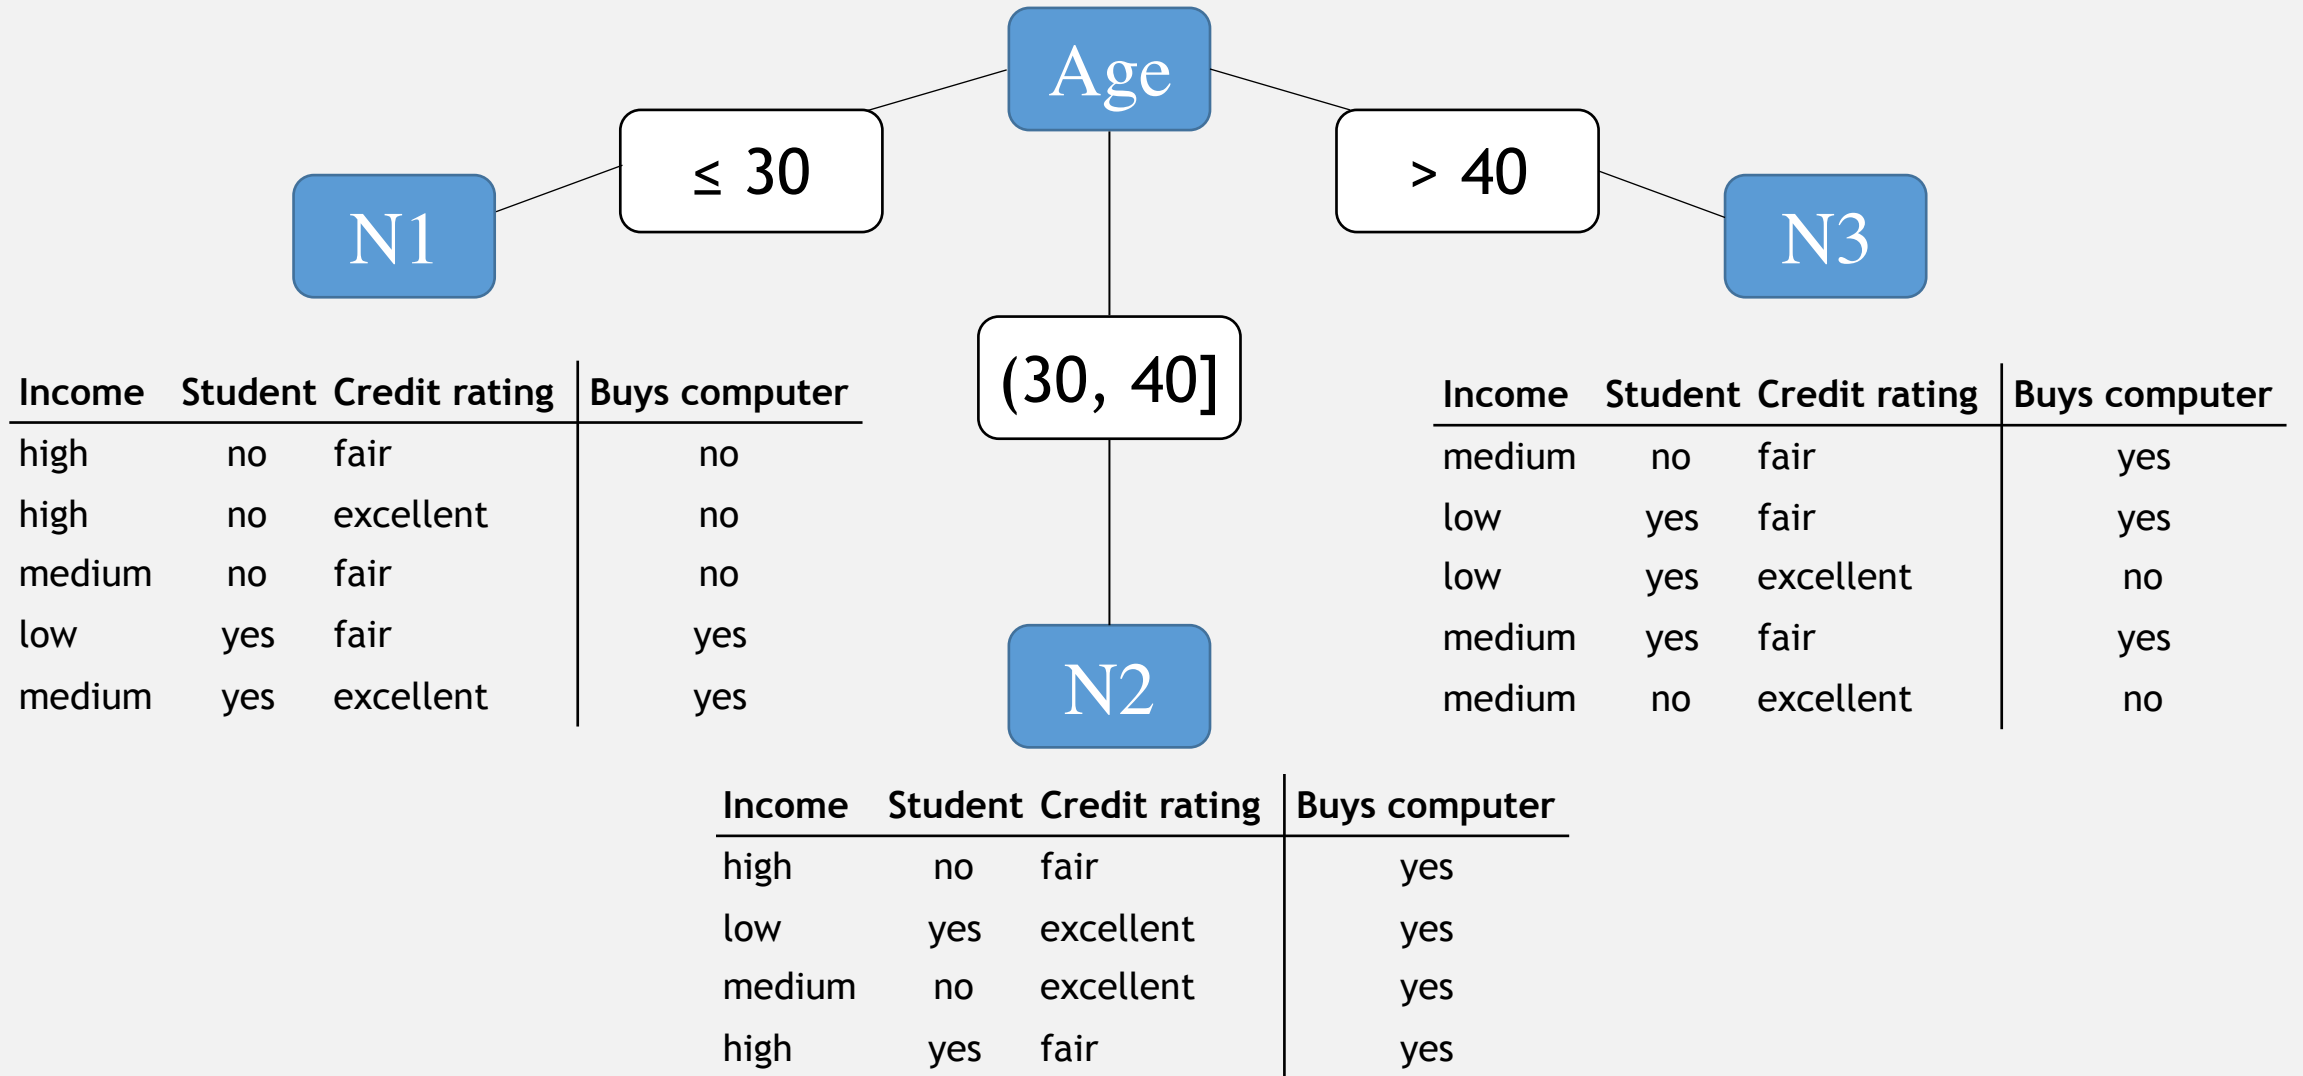 Age
≤ 30
> 40
N1
N3
(30, 40]
Income Student Credit rating Buys computer
high no fair no
high no excellent no
medium no fair no
low yes fair yes
medium yes excellent yes
Income Student Credit rating Buys computer
medium no fair yes
low yes fair yes
low yes excellent no
medium yes fair yes
medium no excellent no
N2
Income Student Credit rating Buys computer
high no fair yes
low yes excellent yes
medium no excellent yes
high yes fair yes